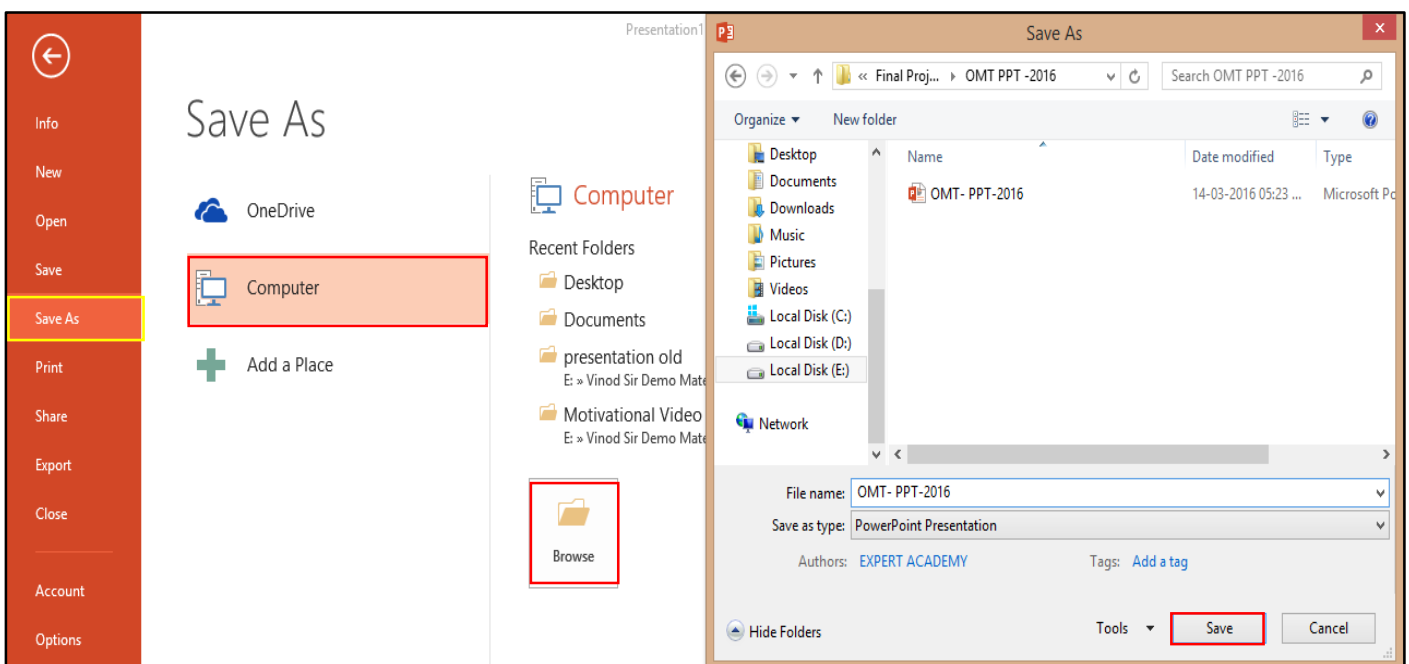 Presentation1
Info
New
Open
Save
Save As
Print
Share
Export
Close
Account
Options
Save As
OneDrive
Computer
Add a Place
Computer
Recent Folders
Desktop
Documents
presentation old
E: » Vinod Sir Demo Mate
Motivational Video
E: » Vinod Sir Demo Mate
Browse
Save As
« Final Proj... OMT PPT -2016
Search OMT PPT -2016
Organize New folder
Desktop
Documents
Downloads
Music
Pictures
Videos
Local Disk (C:)
Local Disk (D:)
Local Disk (E:)
Network
Name Date modified Type
OMT- PPT-2016 14-03-2016 05:23 ... Microsoft Po
File name: OMT- PPT-2016
Save as type: PowerPoint Presentation
Authors: EXPERT ACADEMY Tags: Add a tag
Hide Folders Tools Save Cancel